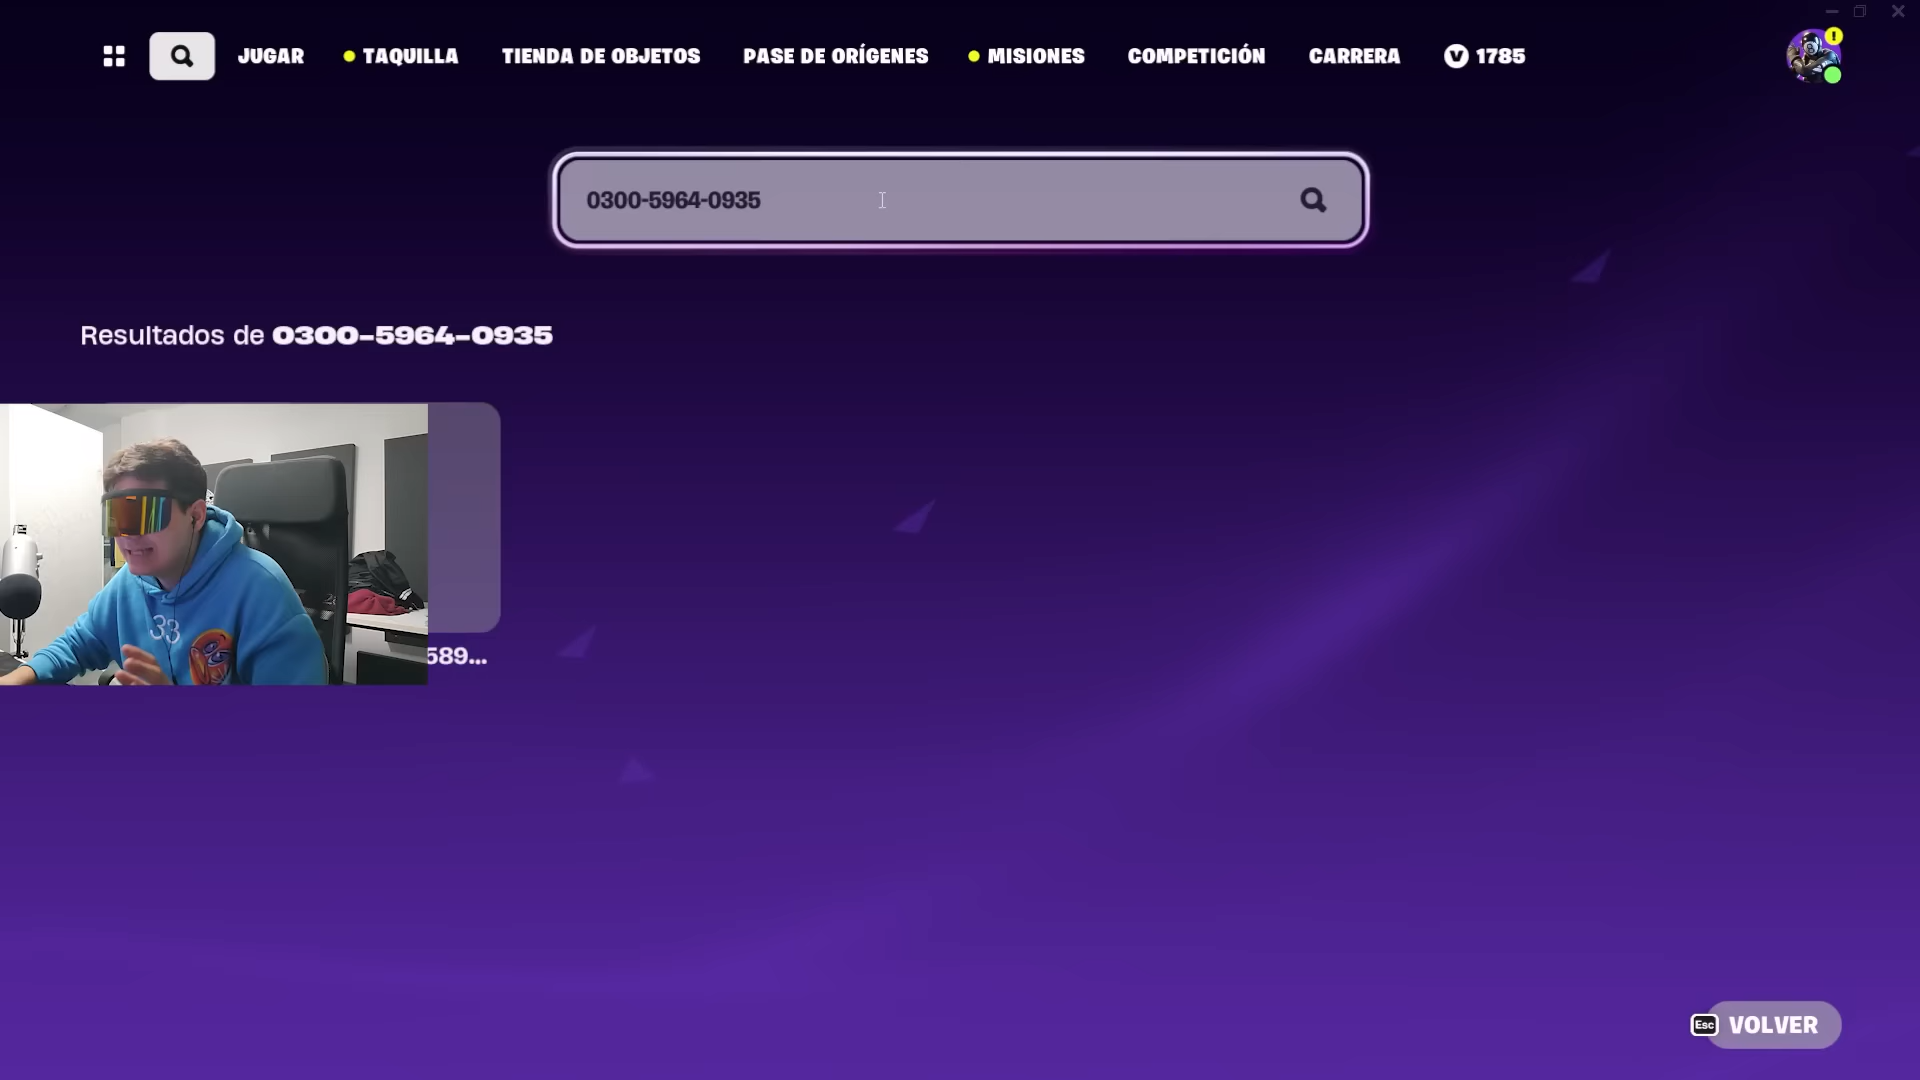 JUGAR
TAQUILLA
TIENDA DE OBJETOS
PASE DE ORÍGENES
MISIONES
COMPETICIÓN
CARRERA
V 1785
!
0300-5964-0935
Resultados de 0300-5964-0935
33
589...
Esc VOLVER